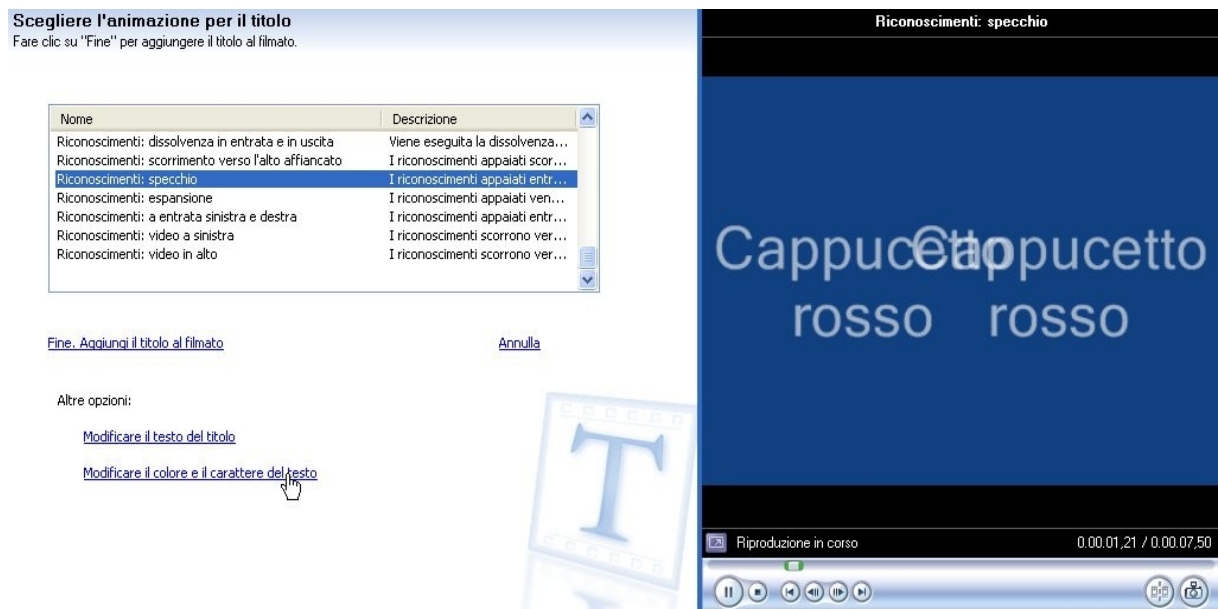 Scegliere l'animazione per il titolo
Fare clic su "Fine" per aggiungere il titolo al filmato.
Nome Descrizione
Riconoscimenti: dissolvenza in entrata e in uscita Viene eseguita la dissolvenza...
Riconoscimenti: scorrimento verso l'alto affiancato I riconoscimenti appaiati scor...
Riconoscimenti: specchio I riconoscimenti appaiati entr...
Riconoscimenti: espansione I riconoscimenti appaiati ven...
Riconoscimenti: a entrata sinistra e destra I riconoscimenti appaiati entr...
Riconoscimenti: video a sinistra I riconoscimenti scorrono ver...
Riconoscimenti: video in alto I riconoscimenti scorrono ver...
Fine. Aggiungi il titolo al filmato Annulla
Altre opzioni:
Modificare il testo del titolo
Modificare il colore e il carattere del testo
T
Riconoscimenti: specchio
Cappucetto Cappucetto
rosso rosso
Riproduzione in corso 0.00.01,21 / 0.00.07,50